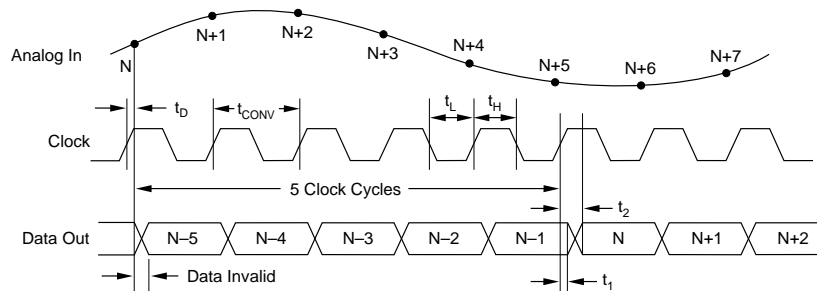 Analog In
N
N+1
N+2
N+3
N+4
N+5
N+6
N+7
t_D
t_CONV
t_L
t_H
Clock
5 Clock Cycles
t_2
Data Out
N–5
N–4
N–3
N–2
N–1
N
N+1
N+2
Data Invalid
t_1